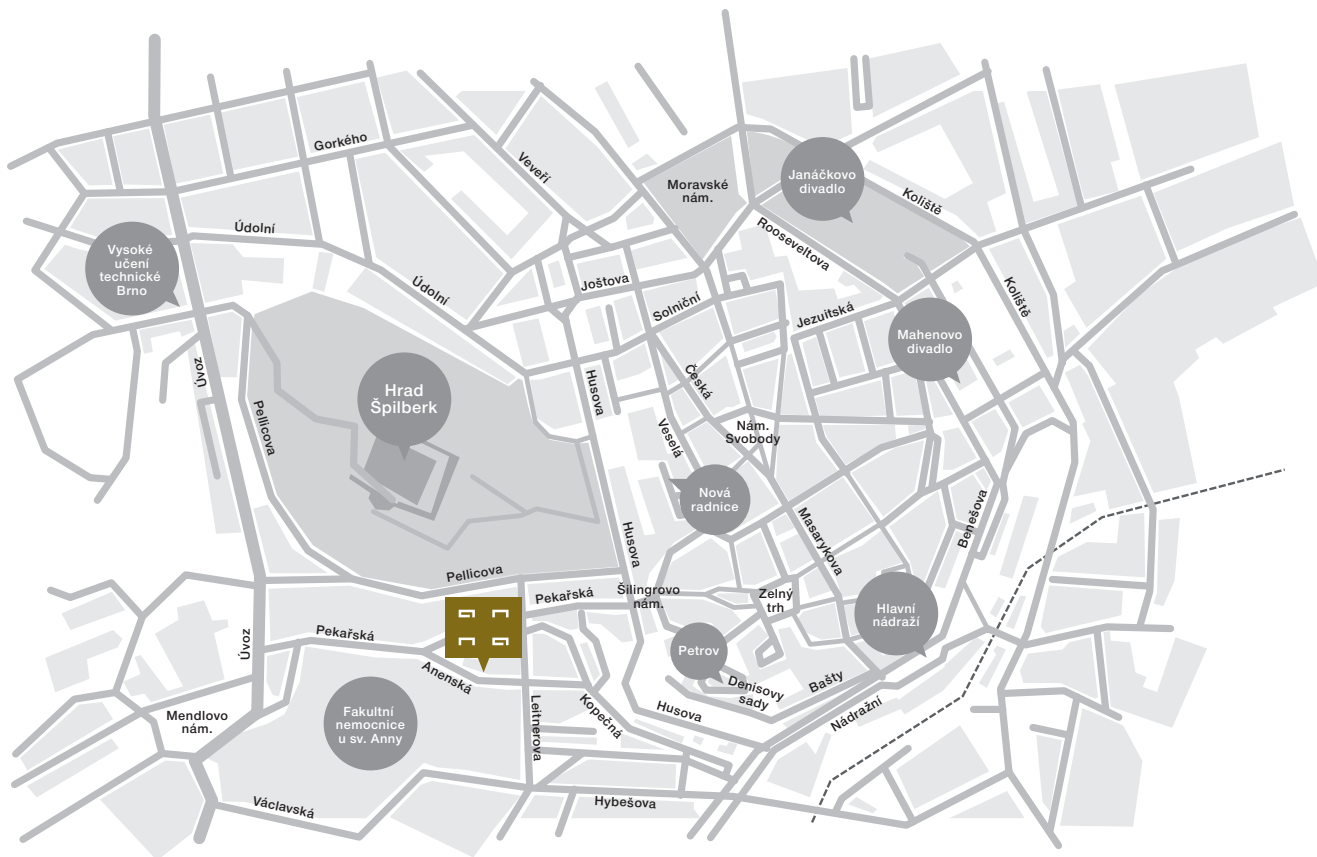 Gorkého
Veveří
Moravské
nám.
Janáčkovo
divadlo
Koliště
Údolní
Rooseveltova
Vysoké
učení
technické
Brno
Údolní
Joštova
Solniční
Jezuitská
Koliště
Mahenovo
divadlo
Úvoz
Hrad
Špilberk
Husova
Česká
Pellicova
Veselá
Nám.
Svobody
Nová
radnice
Masarykova
Benešova
Husova
Pellicova
Pekařská
Šilingrovo
nám.
Zelný
trh
Hlavní
nádraží
Pekařská
Úvoz
Petrov
Anenská
Denisovy
sady
Bašty
Leitnerova
Kopečná
Husova
Nádražní
Mendlovo
nám.
Fakultní
nemocnice
u sv. Anny
Václavská
Hybešova